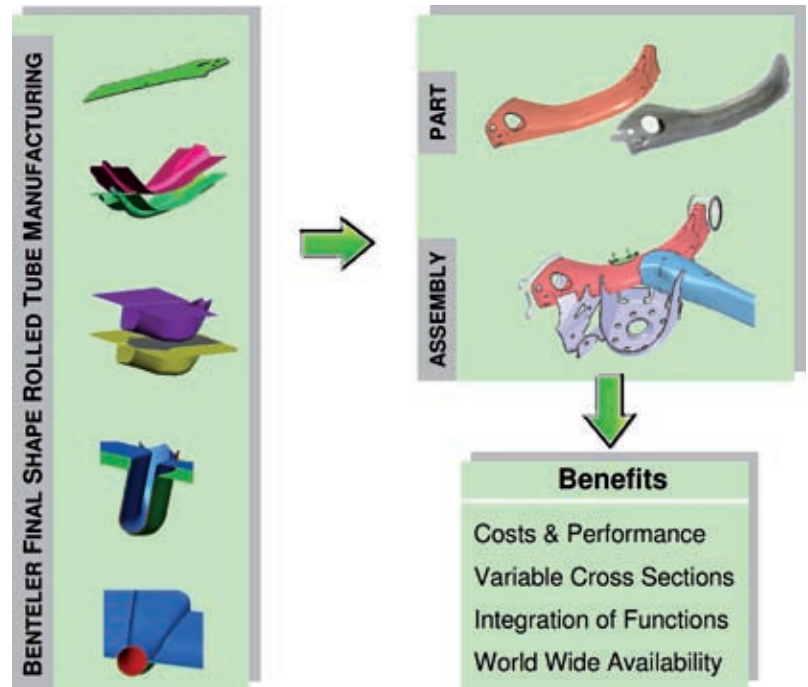 BENTELER FINAL SHAPE ROLLED TUBE MANUFACTURING
PART
ASSEMBLY
Benefits
Costs & Performance
Variable Cross Sections
Integration of Functions
World Wide Availability